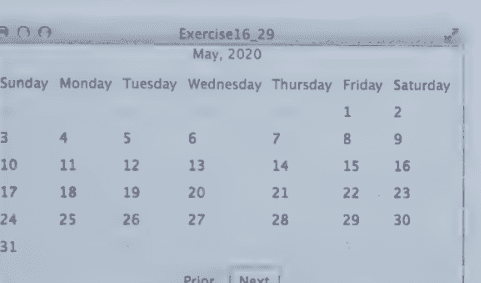 Exercise16_29
May, 2020
Sunday Monday Tuesday Wednesday Thursday Friday Saturday
1 2
3 4 5 6 7 8 9
10 11 12 13 14 15 16
17 18 19 20 21 22 23
24 25 26 27 28 29 30
31
Prior Next